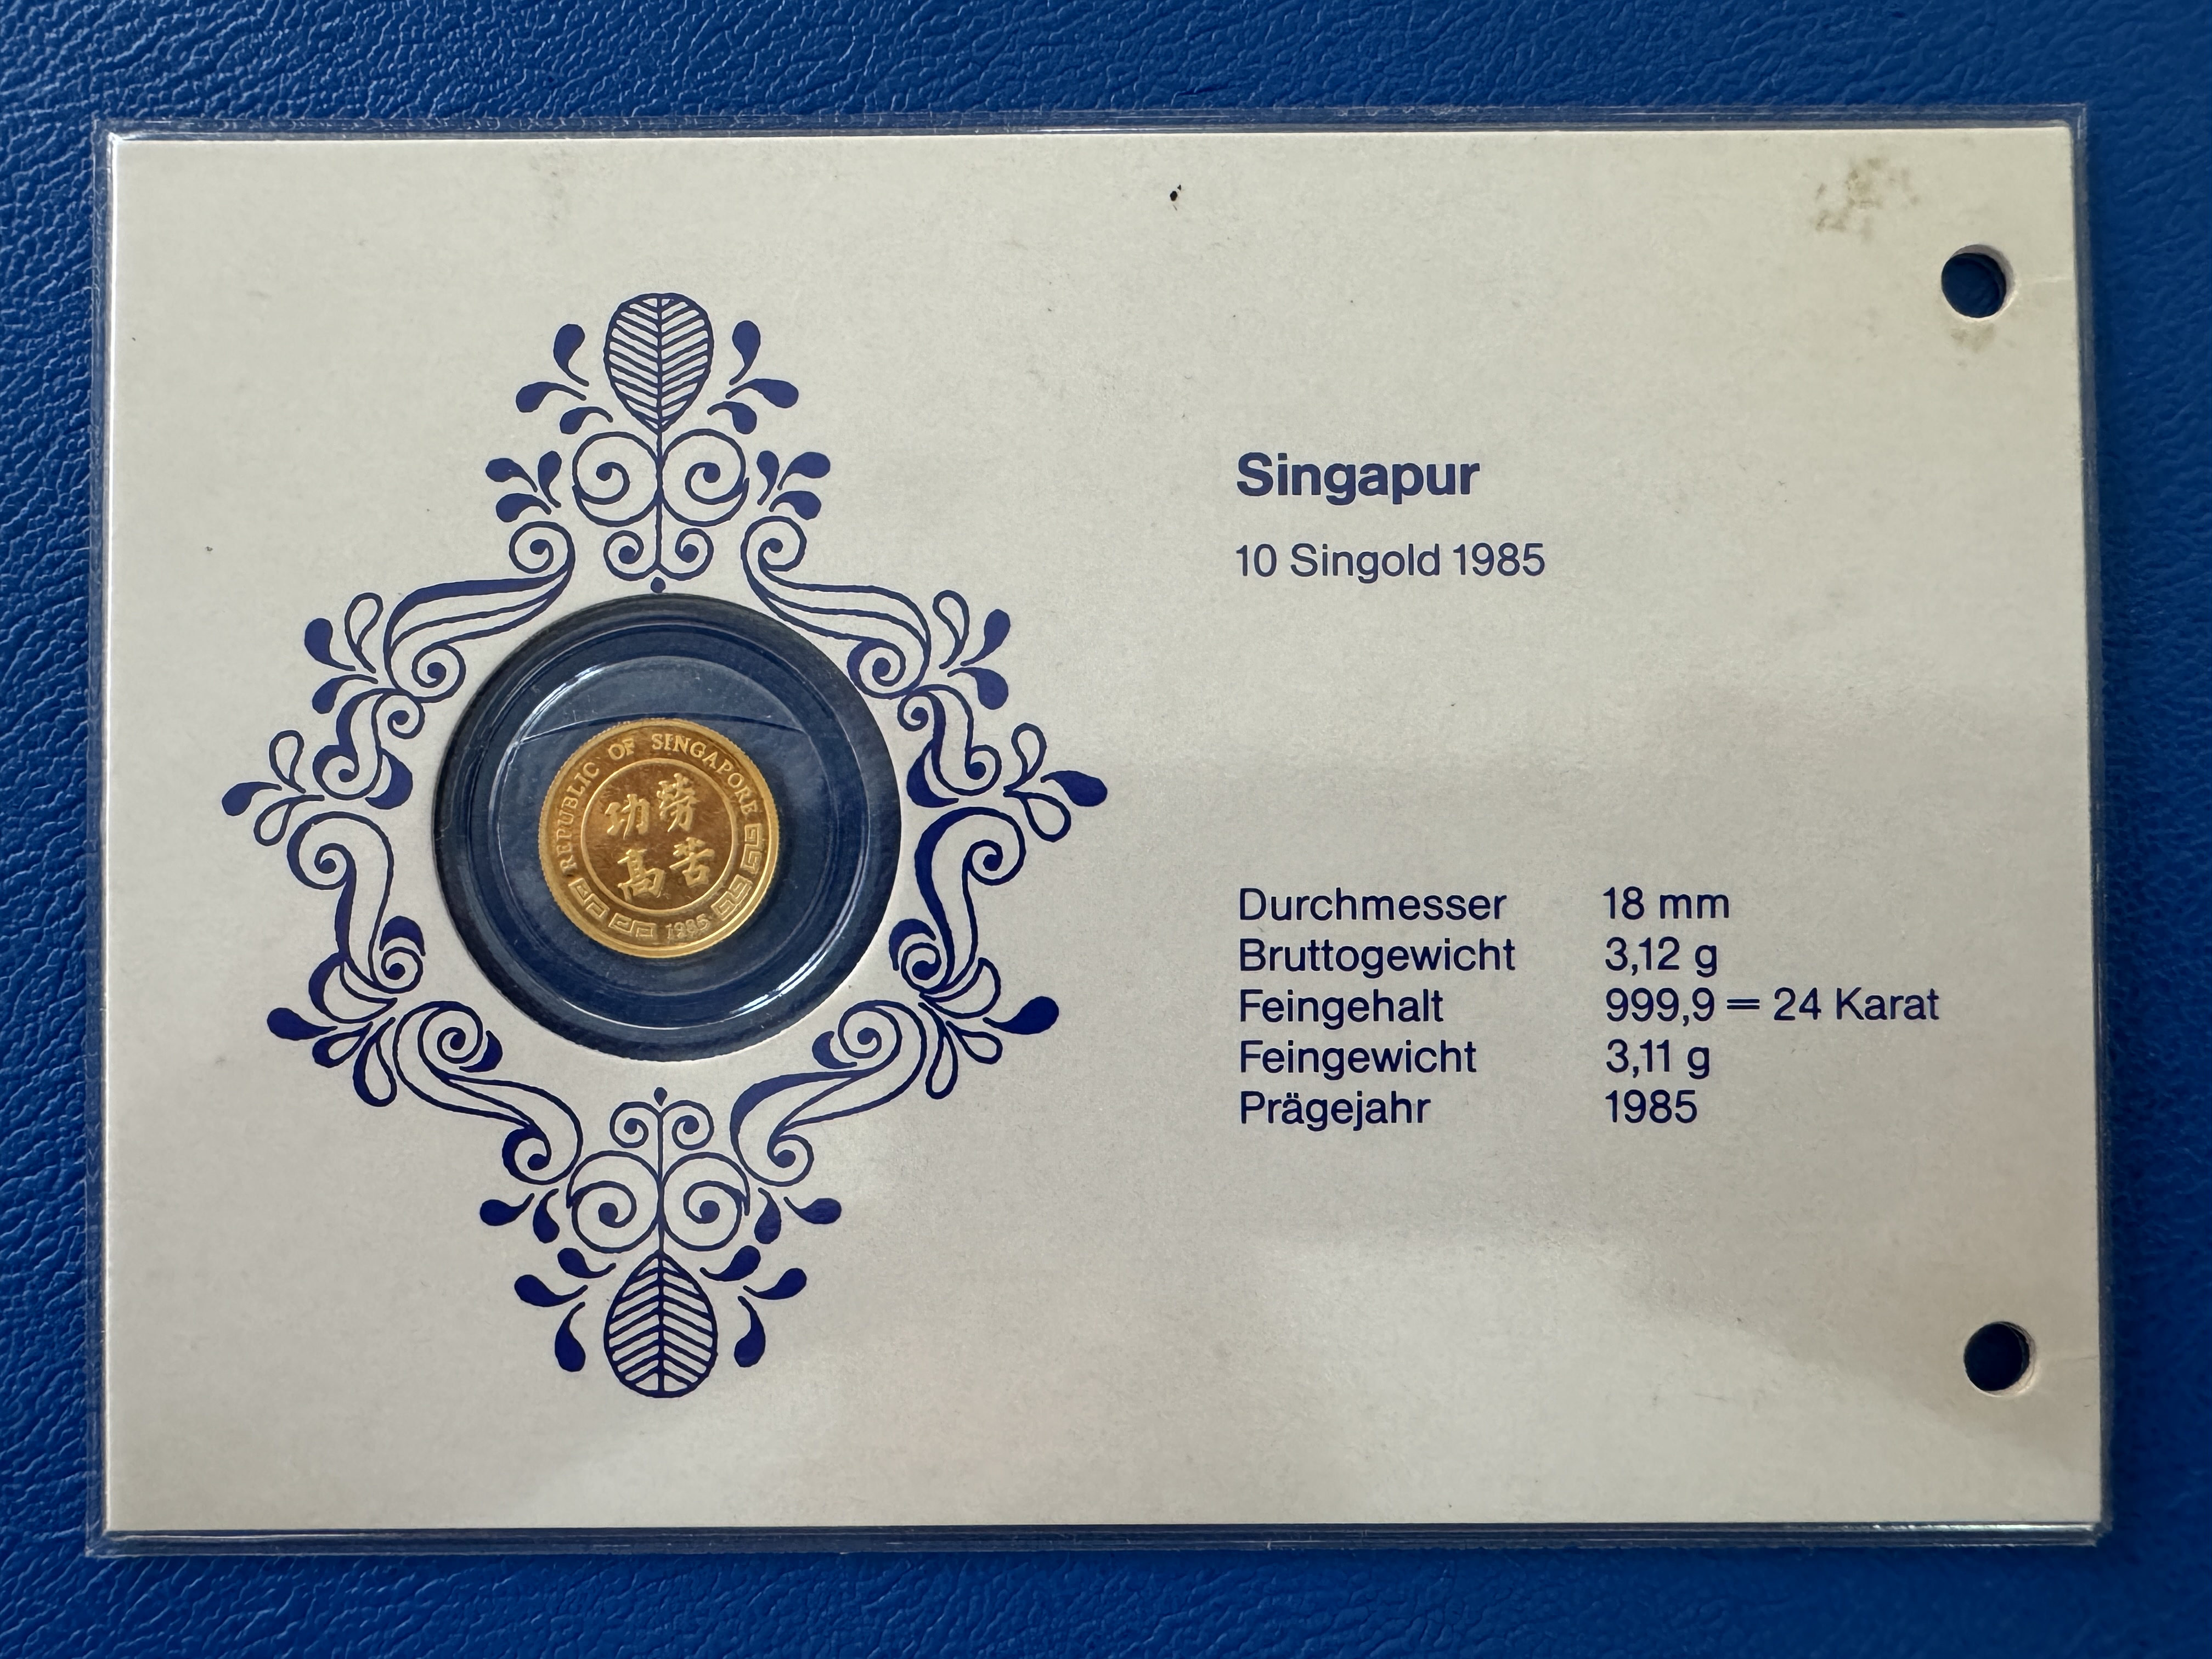 REPUBLIC OF SINGAPORE
功勞
高苦
1985
Singapur
10 Singold 1985
Durchmesser 18 mm
Bruttogewicht 3,12 g
Feingehalt 999,9 = 24 Karat
Feingewicht 3,11 g
Prägejahr 1985